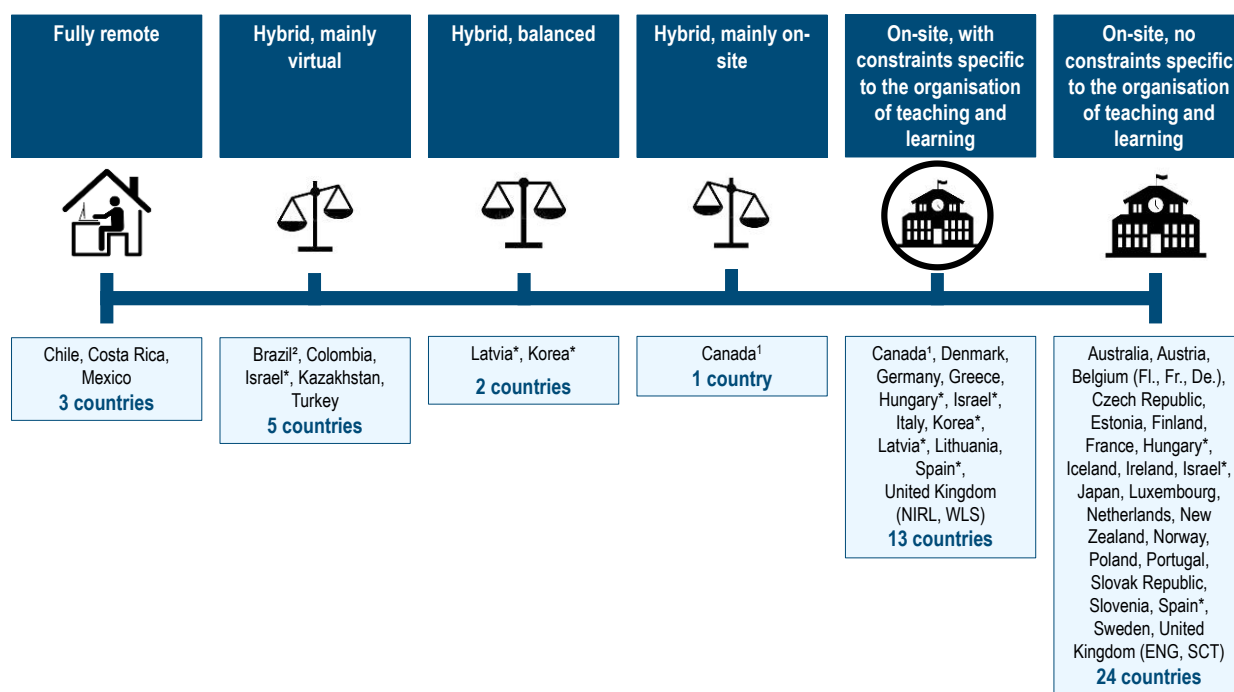 Fully remote
Hybrid, mainly
virtual
Hybrid, balanced
Hybrid, mainly on-
site
On-site, with
constraints specific
to the organisation
of teaching and
learning
On-site, no
constraints specific
to the organisation
of teaching and
learning
Chile, Costa Rica,
Mexico
3 countries
Brazil², Colombia,
Israel*, Kazakhstan,
Turkey
5 countries
Latvia*, Korea*
2 countries
Canada¹
1 country
Canada¹, Denmark,
Germany, Greece,
Hungary*, Israel*,
Italy, Korea*,
Latvia*, Lithuania,
Spain*,
United Kingdom
(NIRL, WLS)
13 countries
Australia, Austria,
Belgium (Fl., Fr., De.),
Czech Republic,
Estonia, Finland,
France, Hungary*,
Iceland, Ireland, Israel*,
Japan, Luxembourg,
Netherlands, New
Zealand, Norway,
Poland, Portugal,
Slovak Republic,
Slovenia, Spain*,
Sweden, United
Kingdom (ENG, SCT)
24 countries